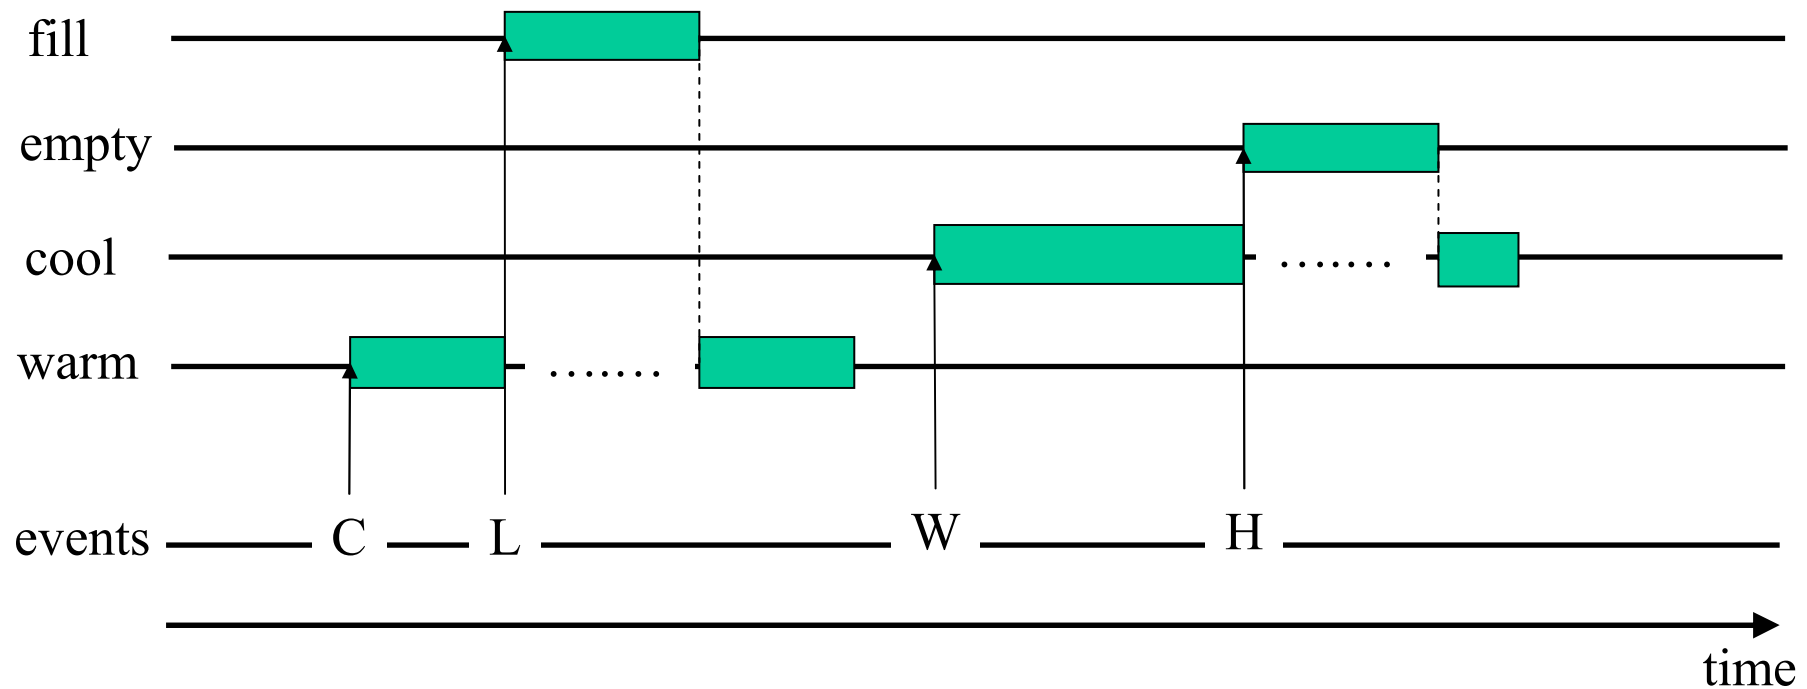 fill
empty
cool
.......
.......
warm
events C L W H
time